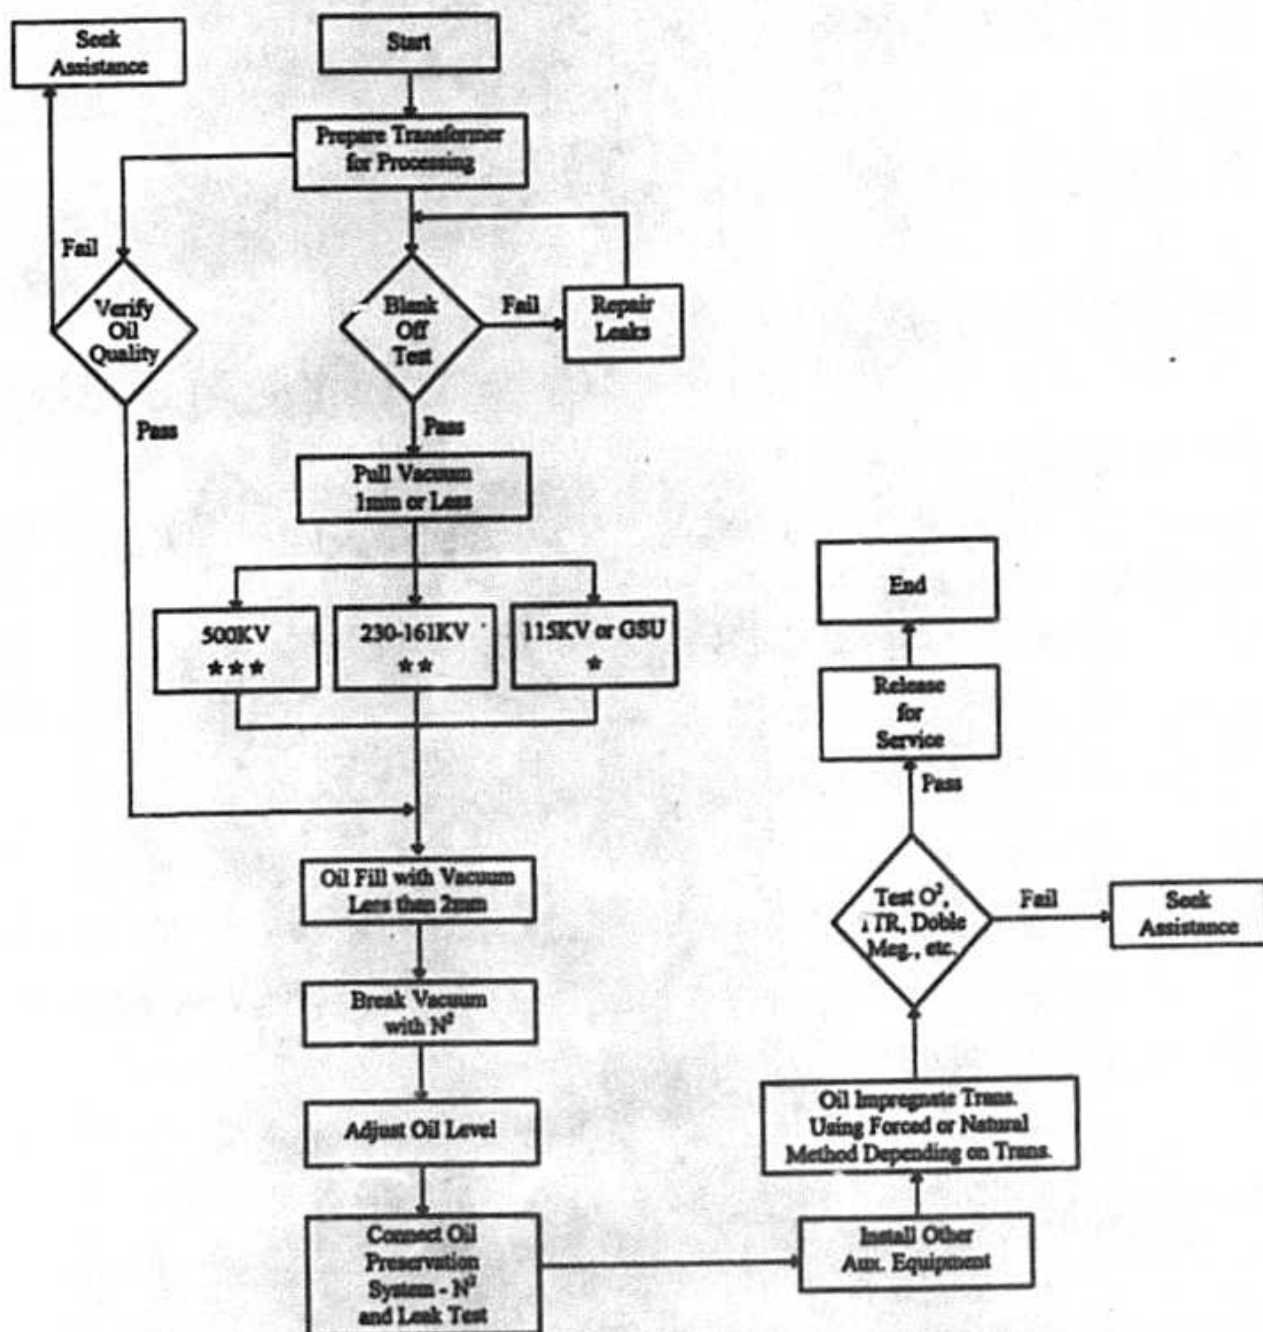 Seek
Assistance
Start
Prepare Transformer
for Processing
Fail
Verify
Oil
Quality
Pass
Blank
Off
Test
Fail
Repair
Leaks
Pass
Pull Vacuum
1mm or Less
500KV
★★★
230-161KV
★★
115KV or GSU
★
Oil Fill with Vacuum
Less than 2mm
Break Vacuum
with N²
Adjust Oil Level
Connect Oil
Preservation
System - N²
and Leak Test
Install Other
Aux. Equipment
Oil Impregnate Trans.
Using Forced or Natural
Method Depending on Trans.
Test O²,
TTR, Doble
Meg., etc.
Fail
Seek
Assistance
Pass
Release
for
Service
End